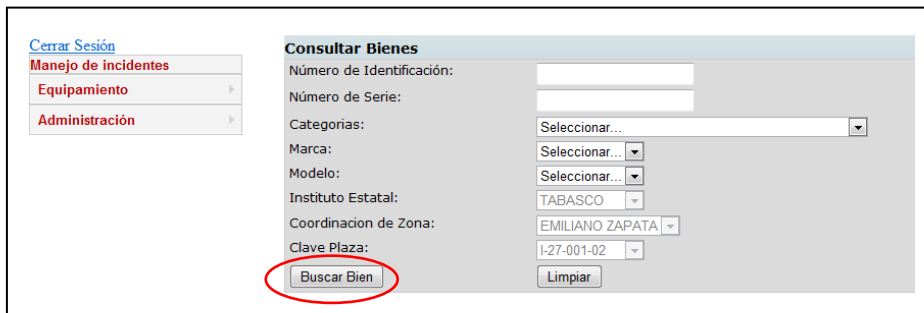 Cerrar Sesión
Manejo de incidentes
Equipamiento
Administración
Consultar Bienes
Número de Identificación:
Número de Serie:
Categorias: Seleccionar...
Marca: Seleccionar...
Modelo: Seleccionar...
Instituto Estatal: TABASCO
Coordinacion de Zona: EMILIANO ZAPATA
Clave Plaza: I-27-001-02
Buscar Bien Limpiar